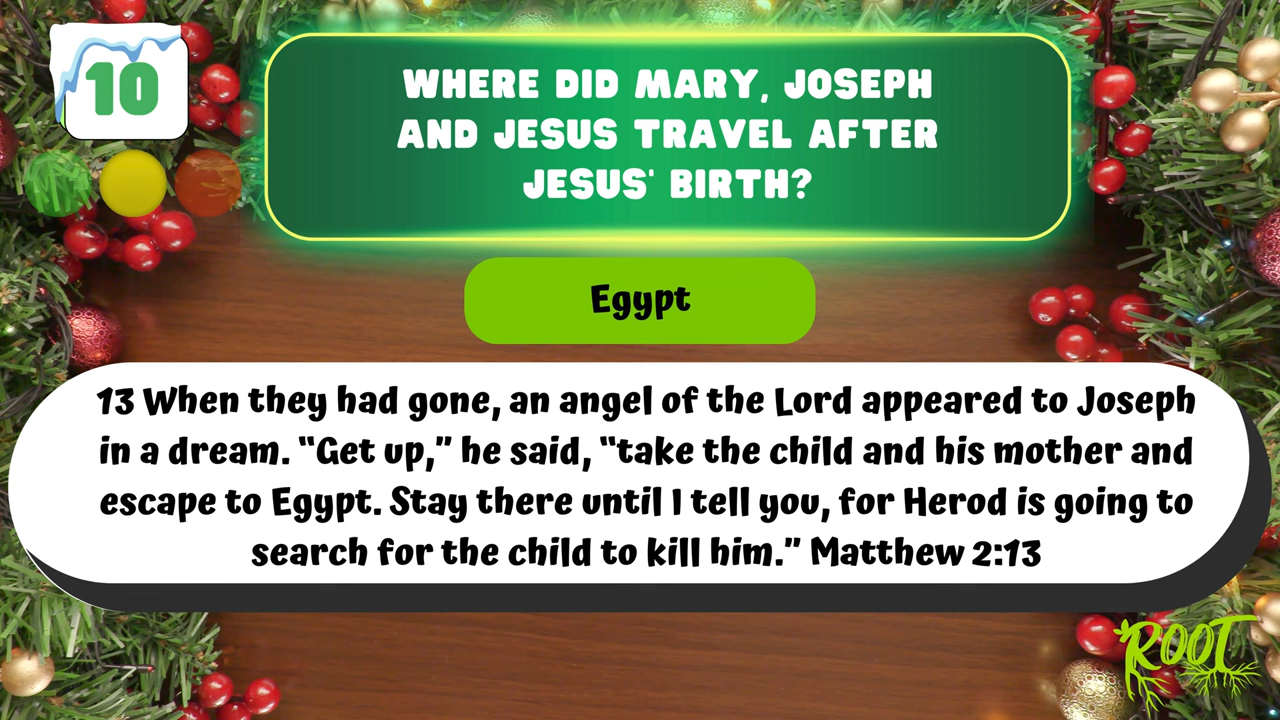 10
WHERE DID MARY, JOSEPH
AND JESUS TRAVEL AFTER
JESUS' BIRTH?
Egypt
13 When they had gone, an angel of the Lord appeared to Joseph
in a dream. “Get up,” he said, “take the child and his mother and
escape to Egypt. Stay there until I tell you, for Herod is going to
search for the child to kill him.” Matthew 2:13
ROOT